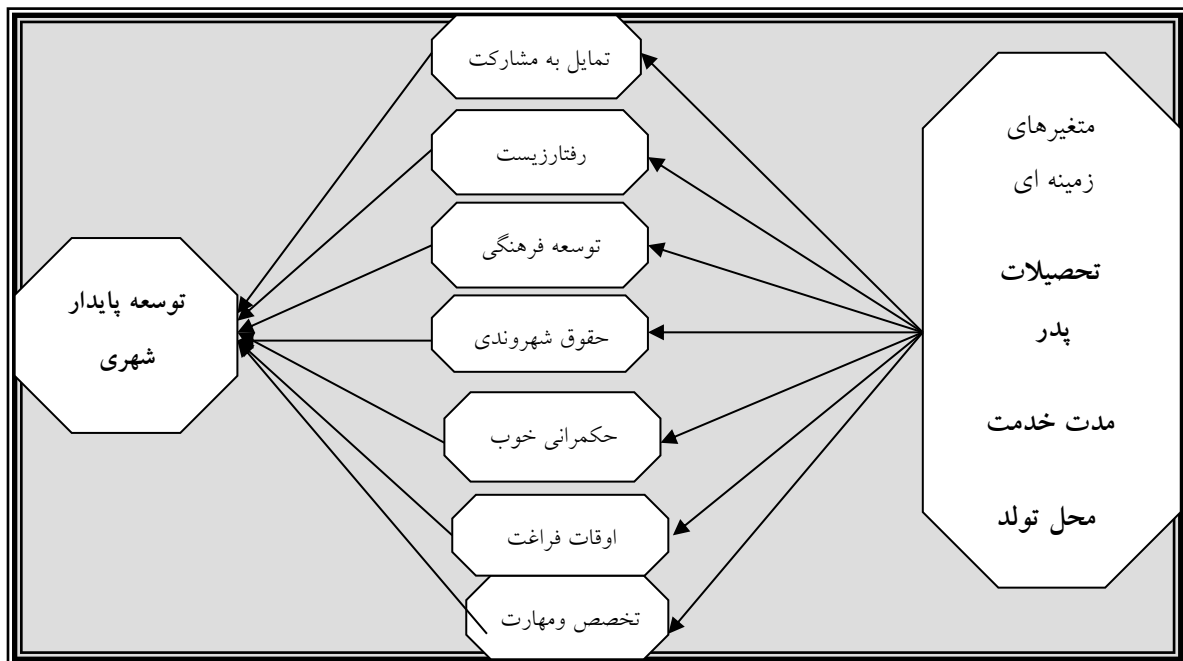 متغیرهای
زمینه ای
تحصیلات
پدر
مدت خدمت
محل تولد
تمایل به مشارکت
رفتارزیست
توسعه فرهنگی
حقوق شهروندی
حکمرانی خوب
اوقات فراغت
تخصص ومهارت
توسعه پایدار
شهری